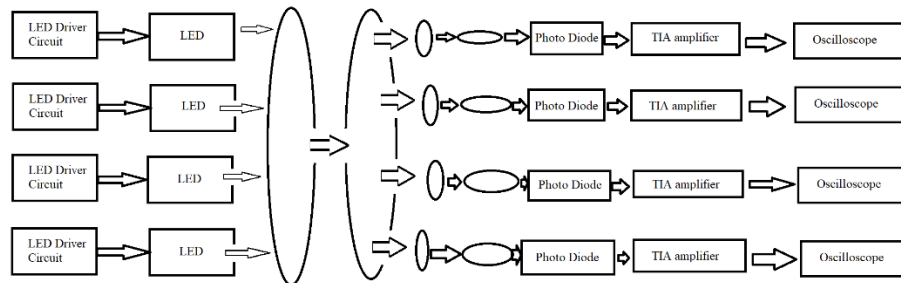 LED Driver
Circuit
LED
Photo Diode
TIA amplifier
Oscilloscope
LED Driver
Circuit
LED
Photo Diode
TIA amplifier
Oscilloscope
LED Driver
Circuit
LED
Photo Diode
TIA amplifier
Oscilloscope
LED Driver
Circuit
LED
Photo Diode
TIA amplifier
Oscilloscope